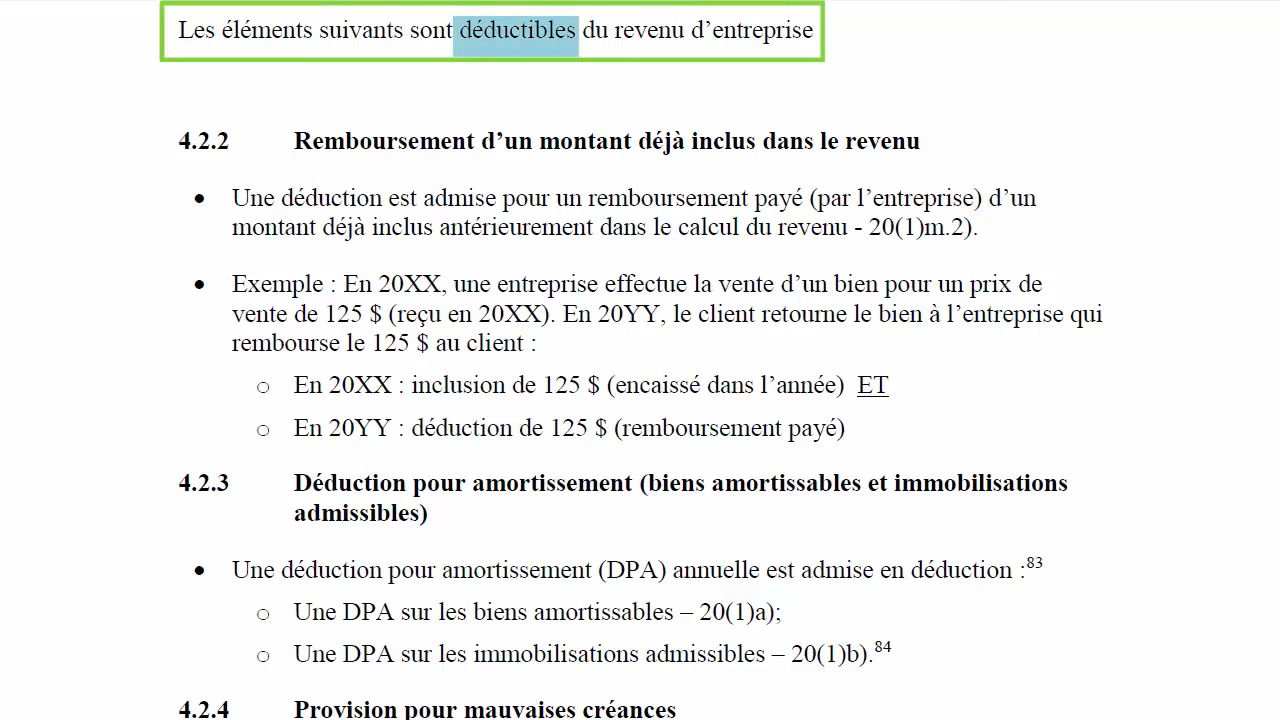 Les éléments suivants sont déductibles du revenu d’entreprise
4.2.2 Remboursement d’un montant déjà inclus dans le revenu
• Une déduction est admise pour un remboursement payé (par l’entreprise) d’un
montant déjà inclus antérieurement dans le calcul du revenu - 20(1)m.2).
• Exemple : En 20XX, une entreprise effectue la vente d’un bien pour un prix de
vente de 125 $ (reçu en 20XX). En 20YY, le client retourne le bien à l’entreprise qui
rembourse le 125 $ au client :
o En 20XX : inclusion de 125 $ (encaissé dans l’année) ET
o En 20YY : déduction de 125 $ (remboursement payé)
4.2.3 Déduction pour amortissement (biens amortissables et immobilisations
admissibles)
• Une déduction pour amortissement (DPA) annuelle est admise en déduction :83
o Une DPA sur les biens amortissables – 20(1)a);
o Une DPA sur les immobilisations admissibles – 20(1)b).84
4.2.4 Provision pour mauvaises créances